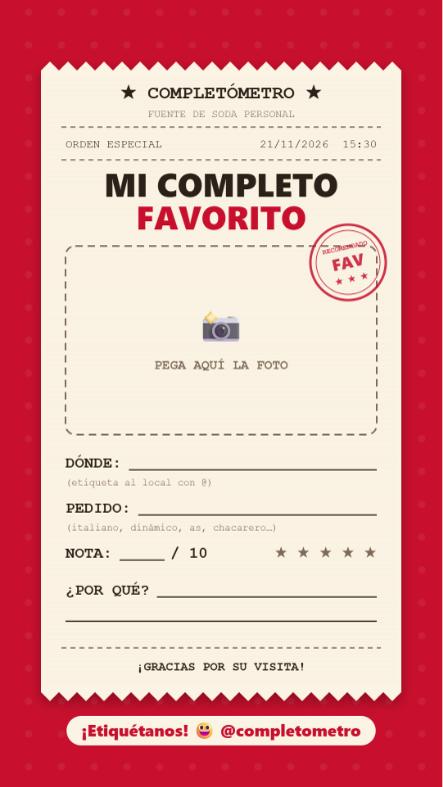 ★ COMPLETÓMETRO ★
FUENTE DE SODA PERSONAL
ORDEN ESPECIAL 21/11/2026 15:30
MI COMPLETO
FAVORITO
RECOMENDADO
FAV
★ ★ ★
PEGA AQUÍ LA FOTO
DÓNDE:
(etiqueta al local con @)
PEDIDO:
(italiano, dinámico, as, chacarero…)
NOTA: _____ / 10 ★ ★ ★ ★ ★
¿POR QUÉ?
¡GRACIAS POR SU VISITA!
¡Etiquétanos! 😀 @completometro